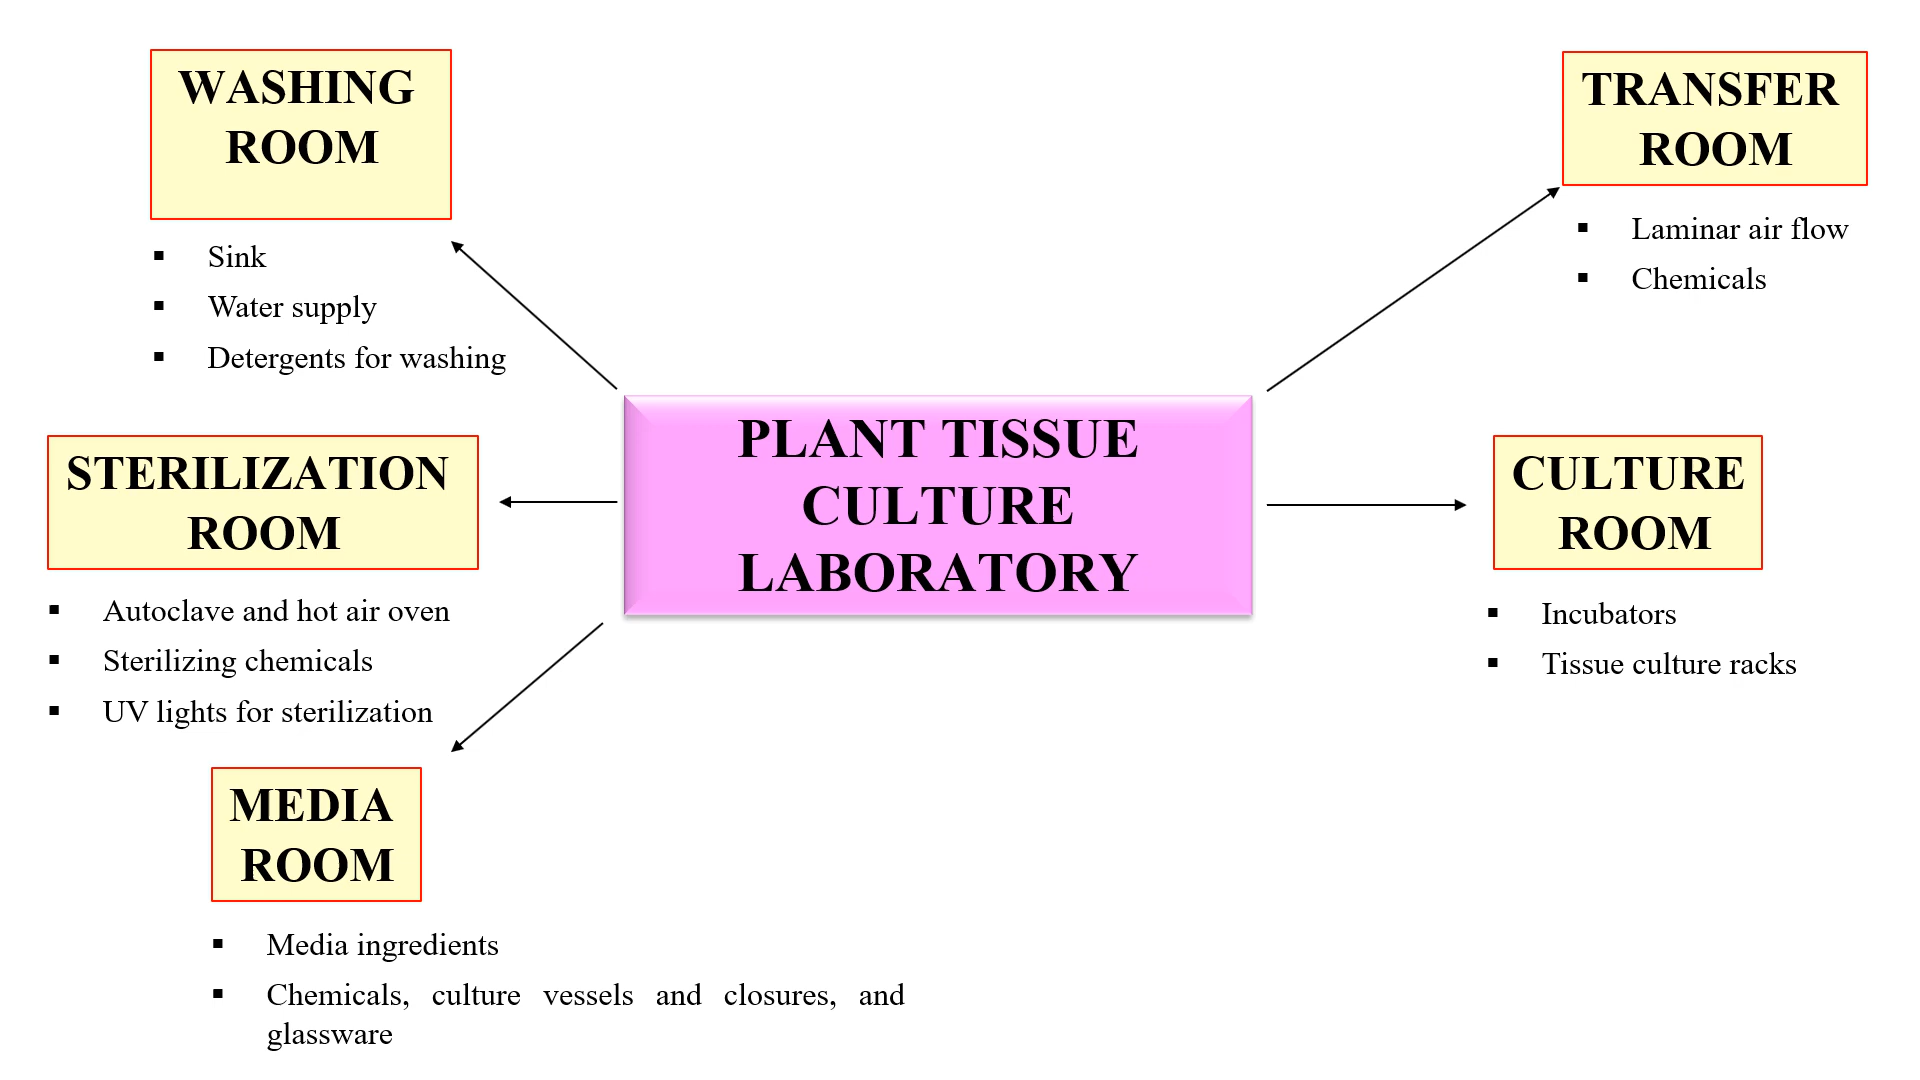 WASHING
ROOM
▪ Sink
▪ Water supply
▪ Detergents for washing
STERILIZATION
ROOM
▪ Autoclave and hot air oven
▪ Sterilizing chemicals
▪ UV lights for sterilization
MEDIA
ROOM
▪ Media ingredients
▪ Chemicals, culture vessels and closures, and
glassware
PLANT TISSUE
CULTURE
LABORATORY
TRANSFER
ROOM
▪ Laminar air flow
▪ Chemicals
CULTURE
ROOM
▪ Incubators
▪ Tissue culture racks